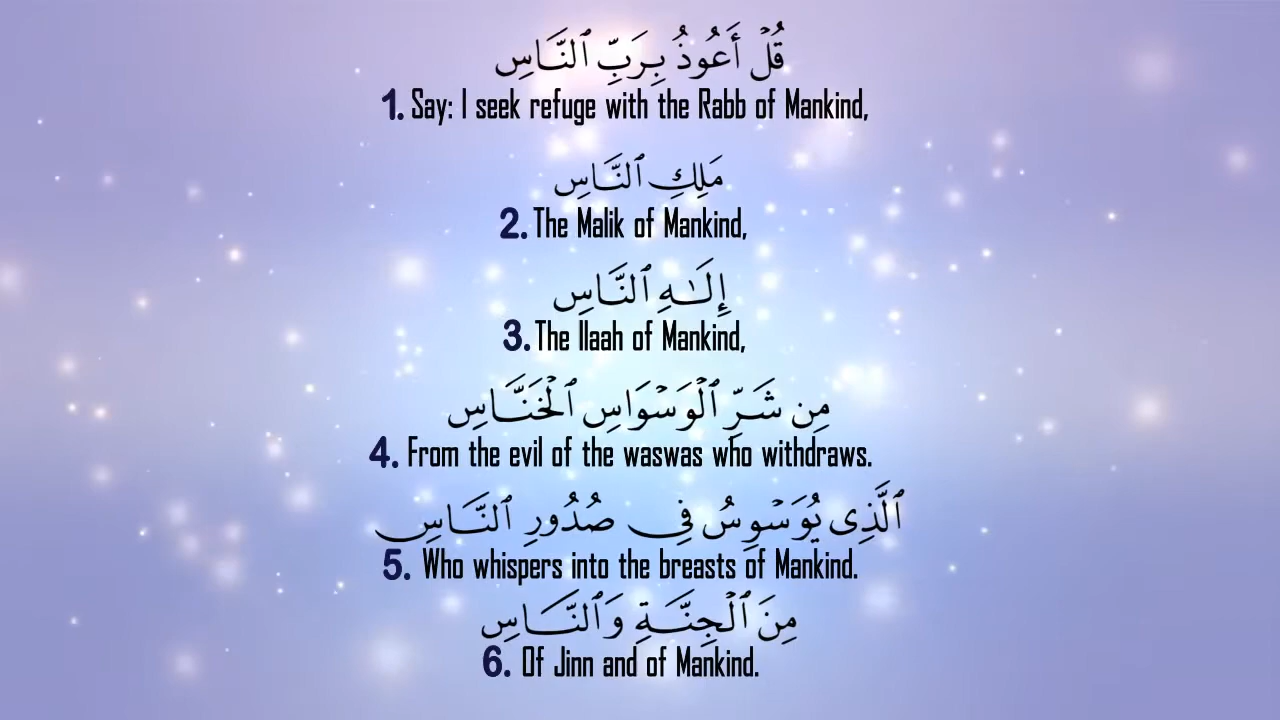 قُلْ أَعُوذُ بِرَبِّ ٱلنَّاسِ
1. Say: I seek refuge with the Rabb of Mankind,
مَلِكِ ٱلنَّاسِ
2. The Malik of Mankind,
إِلَـٰهِ ٱلنَّاسِ
3. The Ilaah of Mankind,
مِن شَرِّ ٱلْوَسْوَاسِ ٱلْخَنَّاسِ
4. From the evil of the waswas who withdraws.
ٱلَّذِى يُوَسْوِسُ فِى صُدُورِ ٱلنَّاسِ
5. Who whispers into the breasts of Mankind.
مِنَ ٱلْجِنَّةِ وَٱلنَّاسِ
6. Of Jinn and of Mankind.